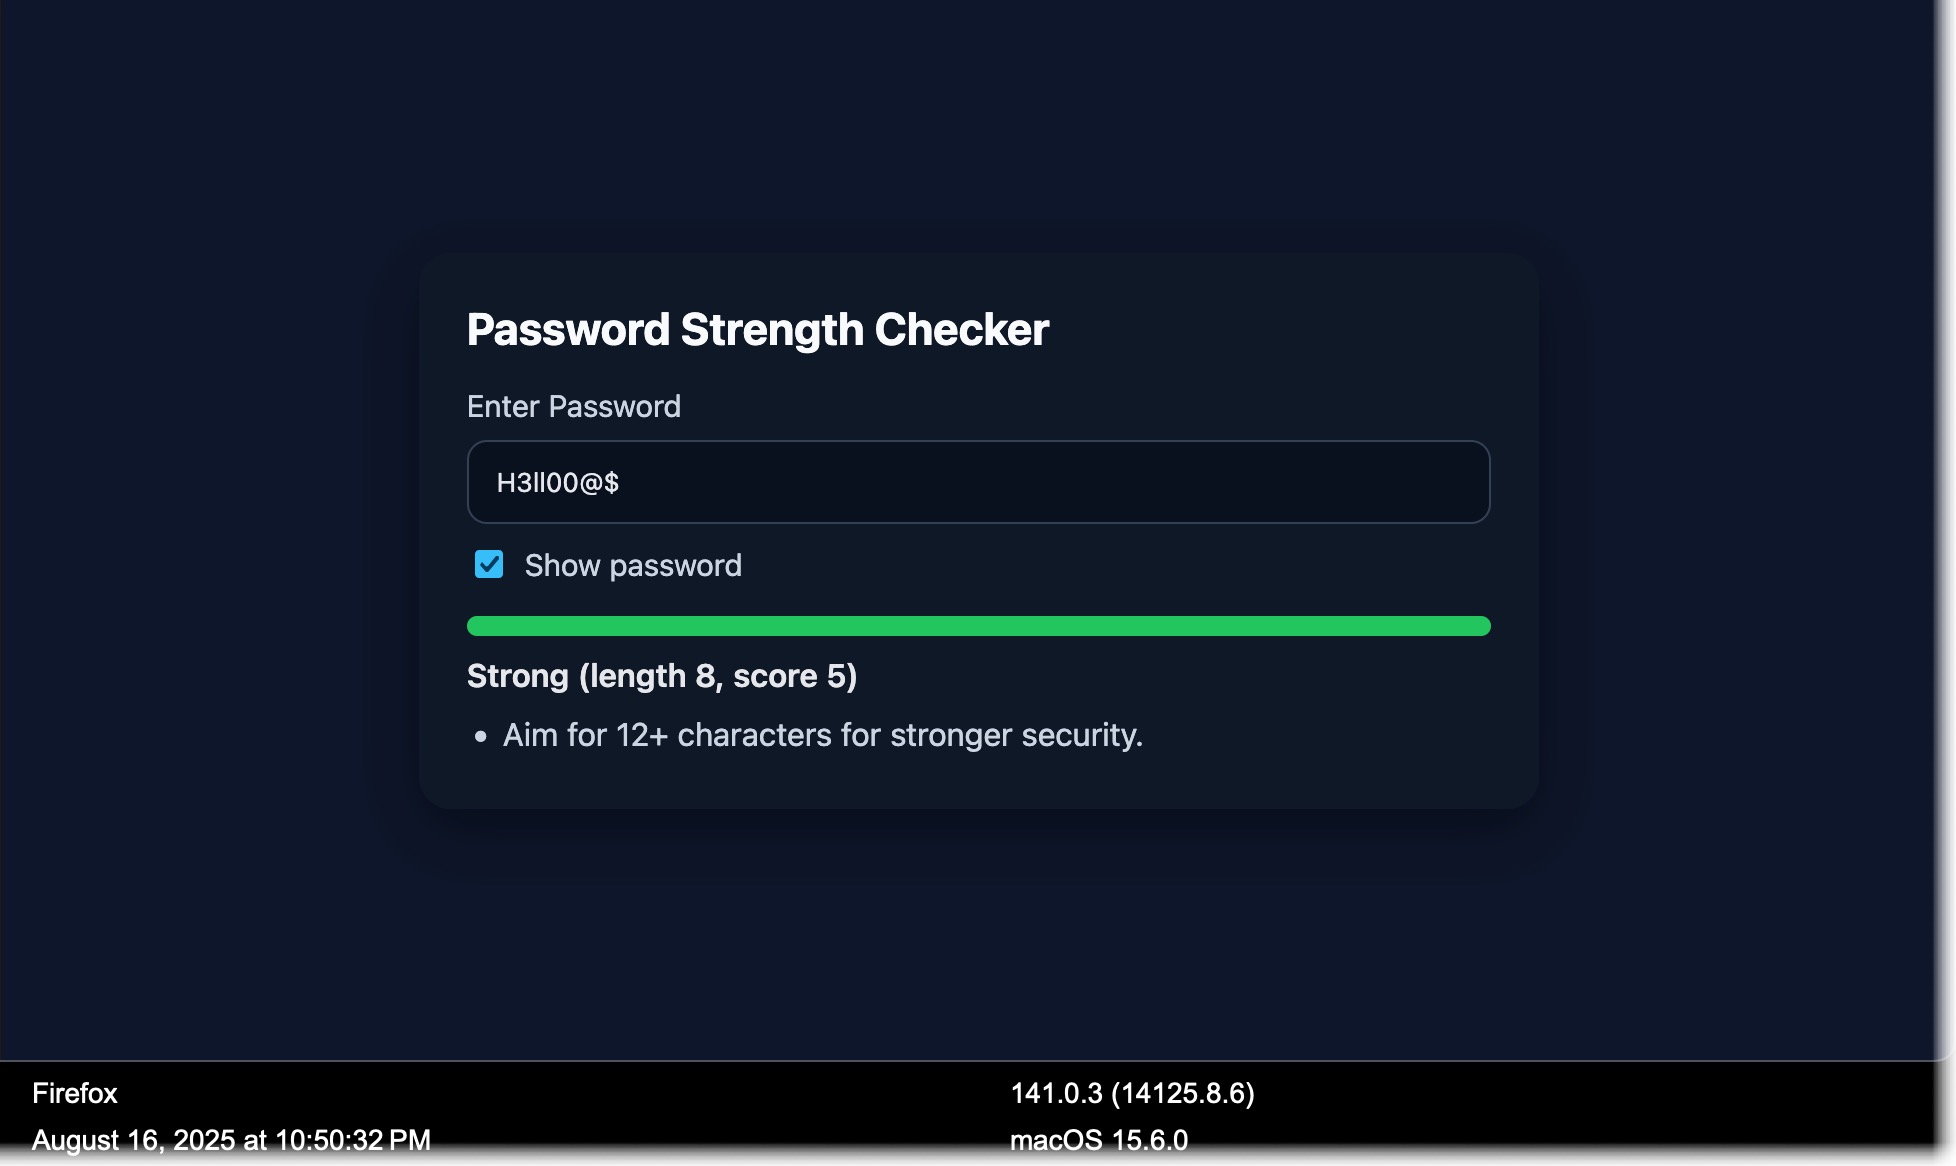 Password Strength Checker
Enter Password
H3ll00@$
Show password
Strong (length 8, score 5)
• Aim for 12+ characters for stronger security.
Firefox 141.0.3 (14125.8.6)
August 16, 2025 at 10:50:32 PM macOS 15.6.0